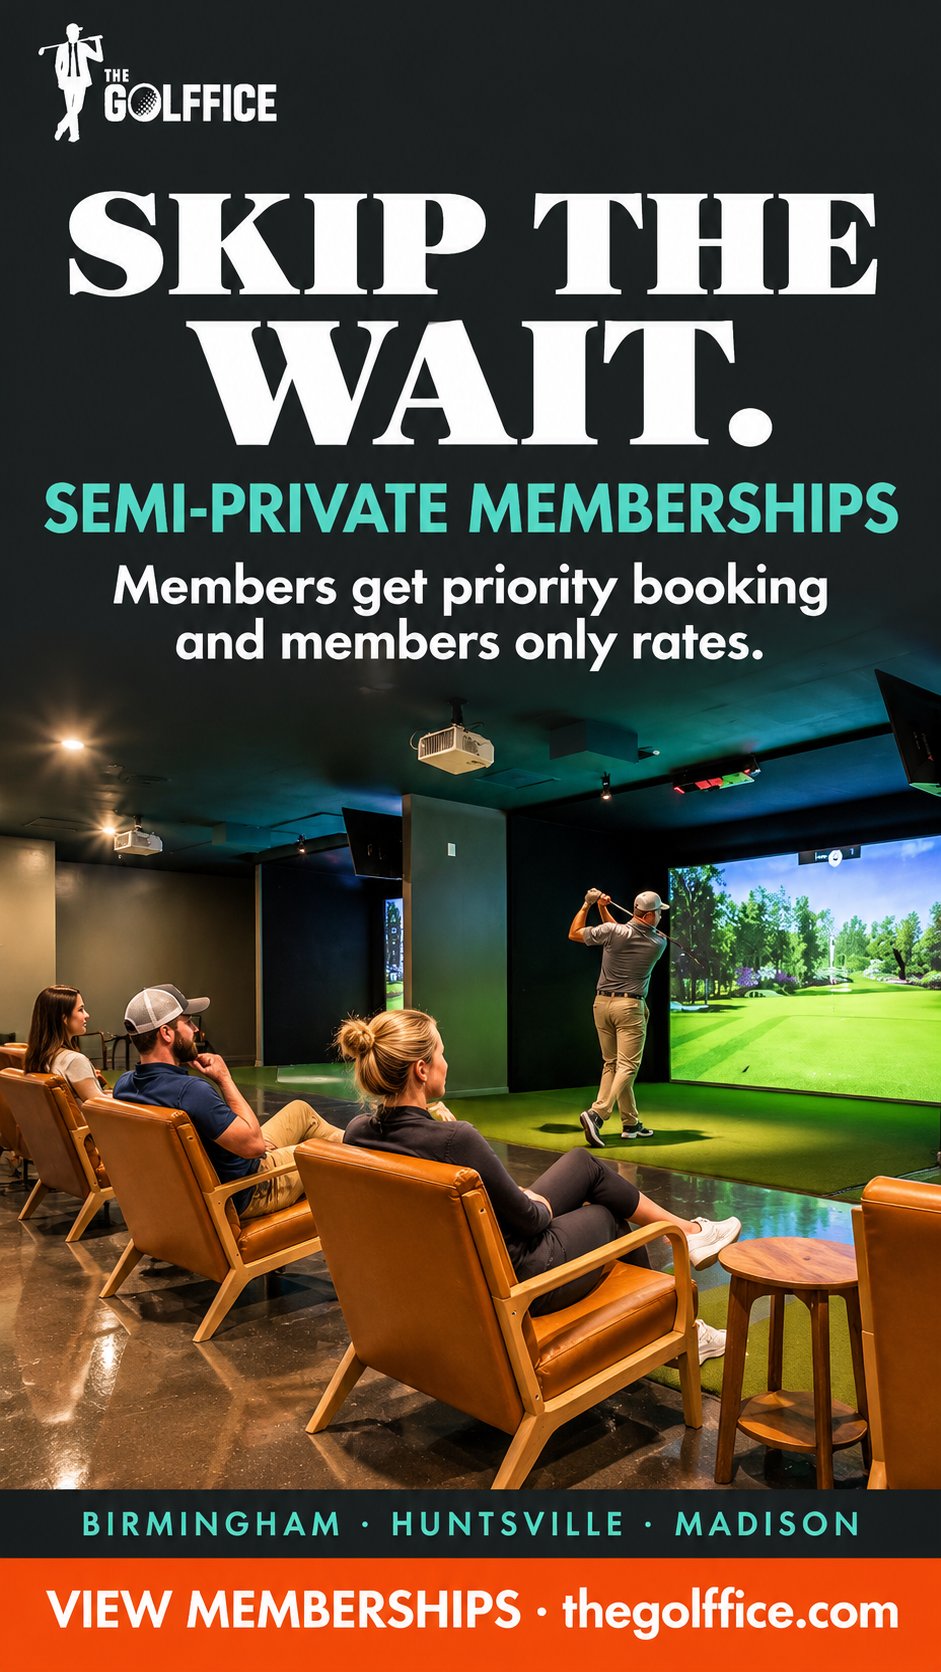 THE
GOLFFICE
SKIP THE
WAIT.
SEMI-PRIVATE MEMBERSHIPS
Members get priority booking
and members only rates.
BIRMINGHAM · HUNTSVILLE · MADISON
VIEW MEMBERSHIPS · thegolffice.com